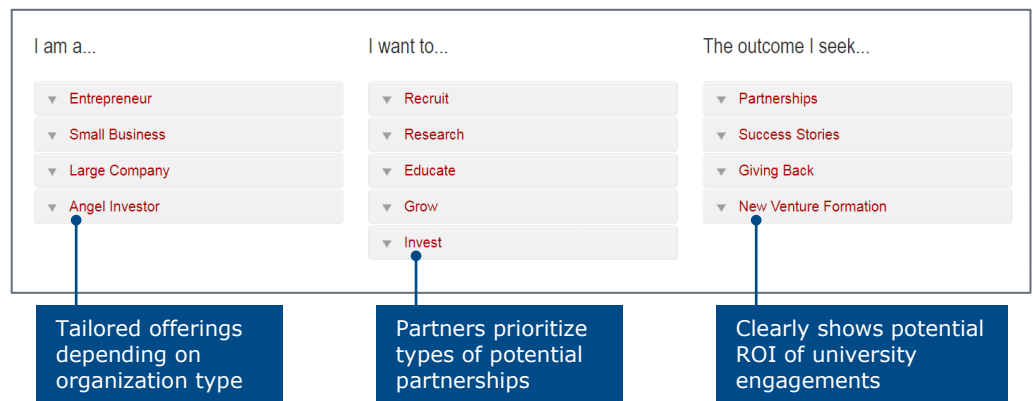 I am a...
Entrepreneur
Small Business
Large Company
Angel Investor
I want to...
Recruit
Research
Educate
Grow
Invest
The outcome I seek...
Partnerships
Success Stories
Giving Back
New Venture Formation
Tailored offerings
depending on
organization type
Partners prioritize
types of potential
partnerships
Clearly shows potential
ROI of university
engagements